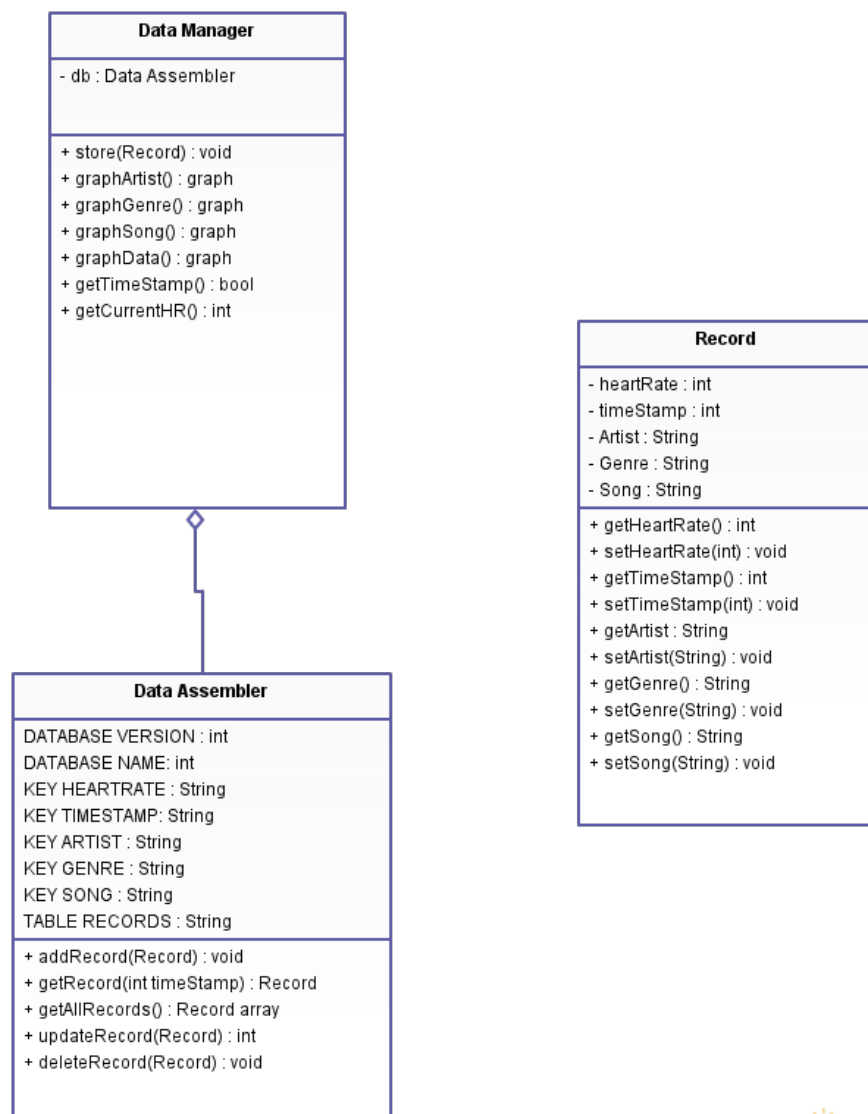 Data Manager
- db : Data Assembler
+ store(Record) : void
+ graphArtist() : graph
+ graphGenre() : graph
+ graphSong() : graph
+ graphData() : graph
+ getTimeStamp() : bool
+ getCurrentHR() : int
Record
- heartRate : int
- timeStamp : int
- Artist : String
- Genre : String
- Song : String
+ getHeartRate() : int
+ setHeartRate(int) : void
+ getTimeStamp() : int
+ setTimeStamp(int) : void
+ getArtist : String
+ setArtist(String) : void
+ getGenre() : String
+ setGenre(String) : void
+ getSong() : String
+ setSong(String) : void
Data Assembler
DATABASE VERSION : int
DATABASE NAME: int
KEY HEARTRATE : String
KEY TIMESTAMP: String
KEY ARTIST : String
KEY GENRE : String
KEY SONG : String
TABLE RECORDS : String
+ addRecord(Record) : void
+ getRecord(int timeStamp) : Record
+ getAllRecords() : Record array
+ updateRecord(Record) : int
+ deleteRecord(Record) : void